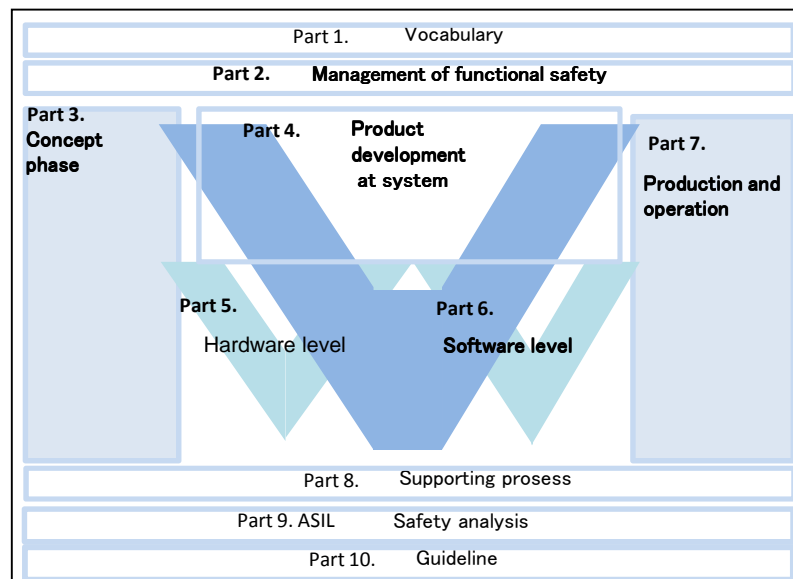 Part 1. Vocabulary
Part 2. Management of functional safety
Part 3.
Concept
phase
Part 4. Product
development
at system
Part 7.
Production and
operation
Part 5.
Hardware level
Part 6.
Software level
Part 8. Supporting prosess
Part 9. ASIL Safety analysis
Part 10. Guideline